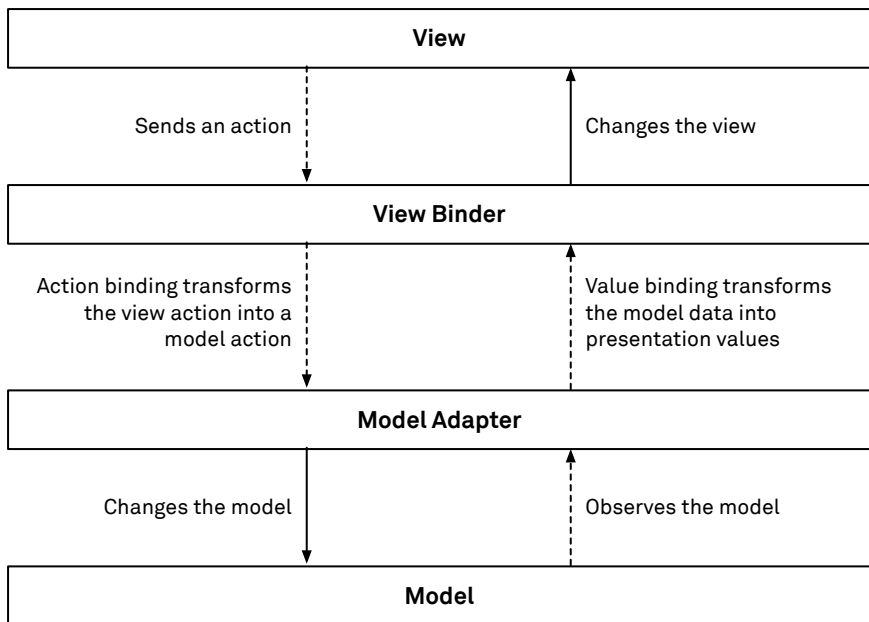 View
Sends an action
Changes the view
View Binder
Action binding transforms
the view action into a
model action
Value binding transforms
the model data into
presentation values
Model Adapter
Changes the model
Observes the model
Model